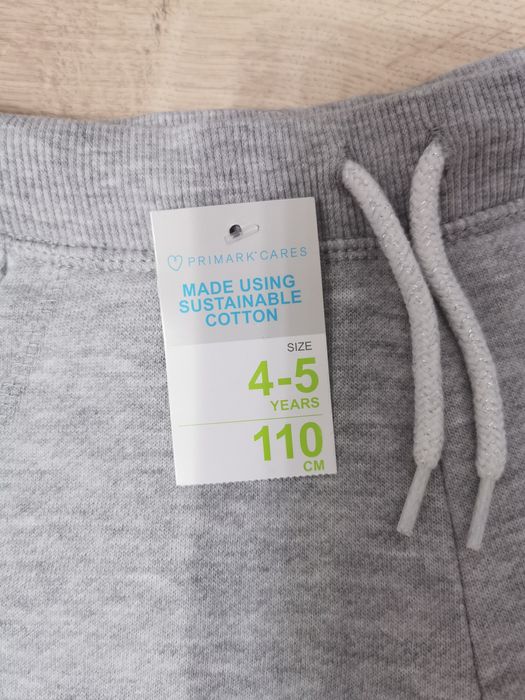 PRIMARK® CARES
MADE USING
SUSTAINABLE
COTTON
SIZE
4-5
YEARS
110
CM